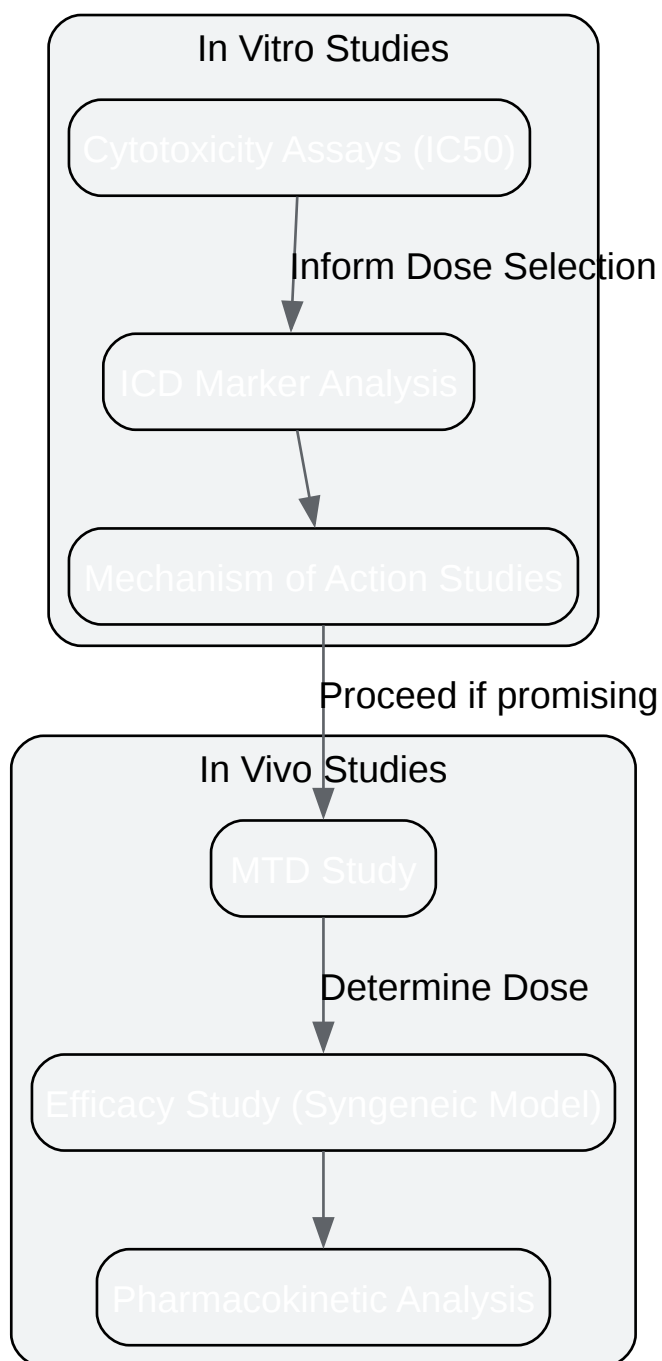 In Vitro Studies
Cytotoxicity Assays (IC50)
Inform Dose Selection
ICD Marker Analysis
Mechanism of Action Studies
Proceed if promising
In Vivo Studies
MTD Study
Determine Dose
Efficacy Study (Syngeneic Model)
Pharmacokinetic Analysis